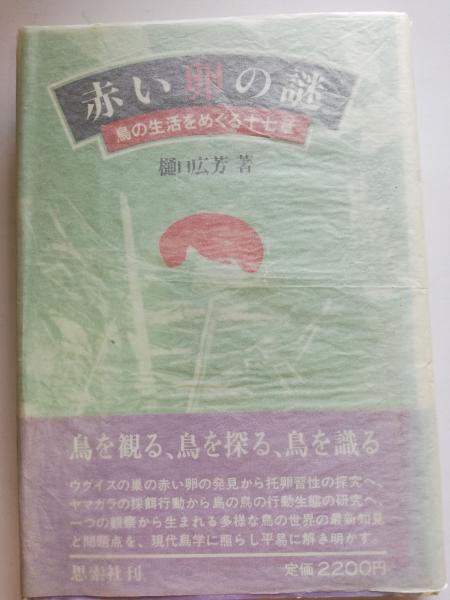 赤い卵の謎
鳥の生活をめぐる十七章
樋口広芳 著
鳥を観る、鳥を探る、鳥を識る
ウグイスの巣の赤い卵の発見から托卵習性の探究へ、
ヤマガラの採餌行動から島の鳥の行動生態の研究へ、
一つの観察から生まれる多様な鳥の世界の最新知見
と問題点を、現代鳥学に照らし平易に解き明かす。
思索社刊 定価2200円